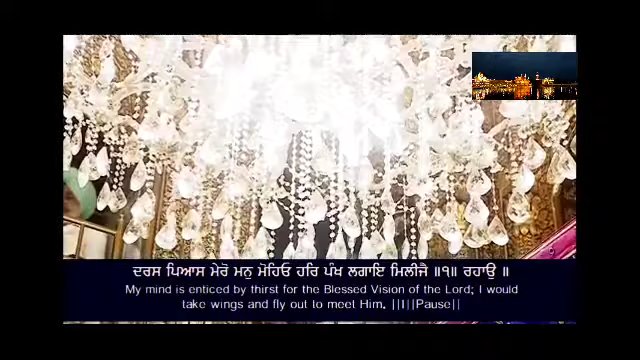 ਦਰਸ ਪਿਆਸ ਮੇਰੋ ਮਨੁ ਮੋਹਿਓ ਹਰਿ ਪੰਖ ਲਗਾਇ ਮਿਲੀਜੈ ॥੧॥ ਰਹਾਉ ॥
My mind is enticed by thirst for the Blessed Vision of the Lord; I would
take wings and fly out to meet Him. ||1||Pause||